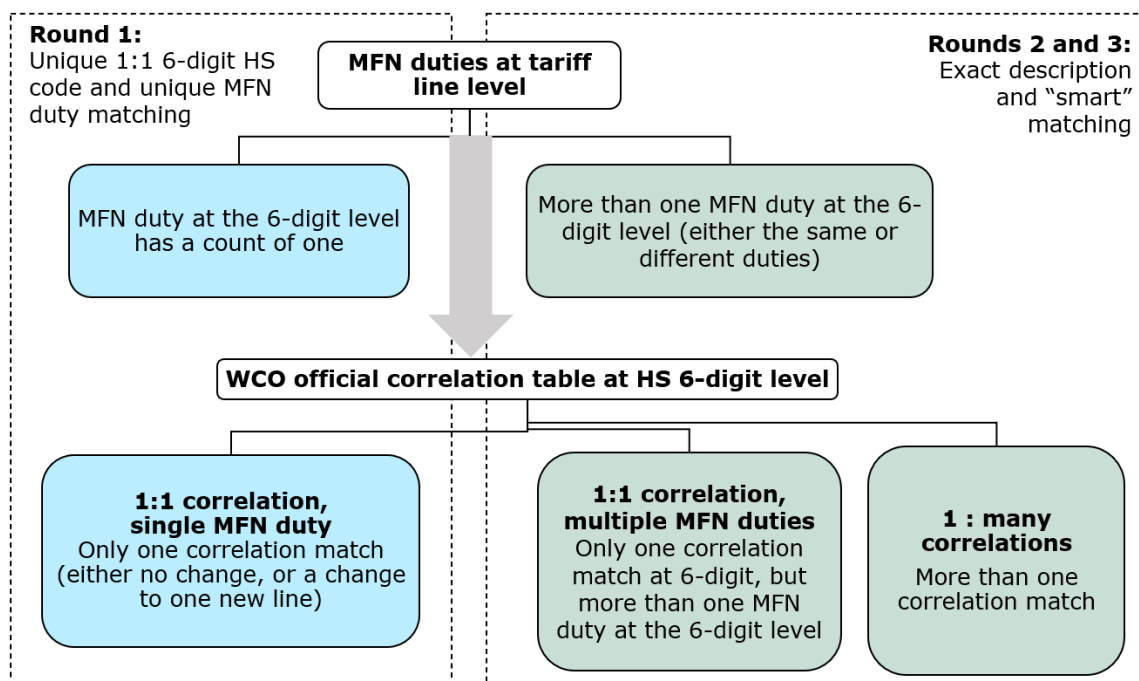 Round 1:
Unique 1:1 6-digit HS
code and unique MFN
duty matching
MFN duties at tariff
line level
Rounds 2 and 3:
Exact description
and “smart”
matching
MFN duty at the 6-digit level
has a count of one
More than one MFN duty at the 6-
digit level (either the same or
different duties)
WCO official correlation table at HS 6-digit level
1:1 correlation,
single MFN duty
Only one correlation match
(either no change, or a change
to one new line)
1:1 correlation,
multiple MFN duties
Only one correlation
match at 6-digit, but
more than one MFN
duty at the 6-digit level
1 : many
correlations
More than one
correlation match